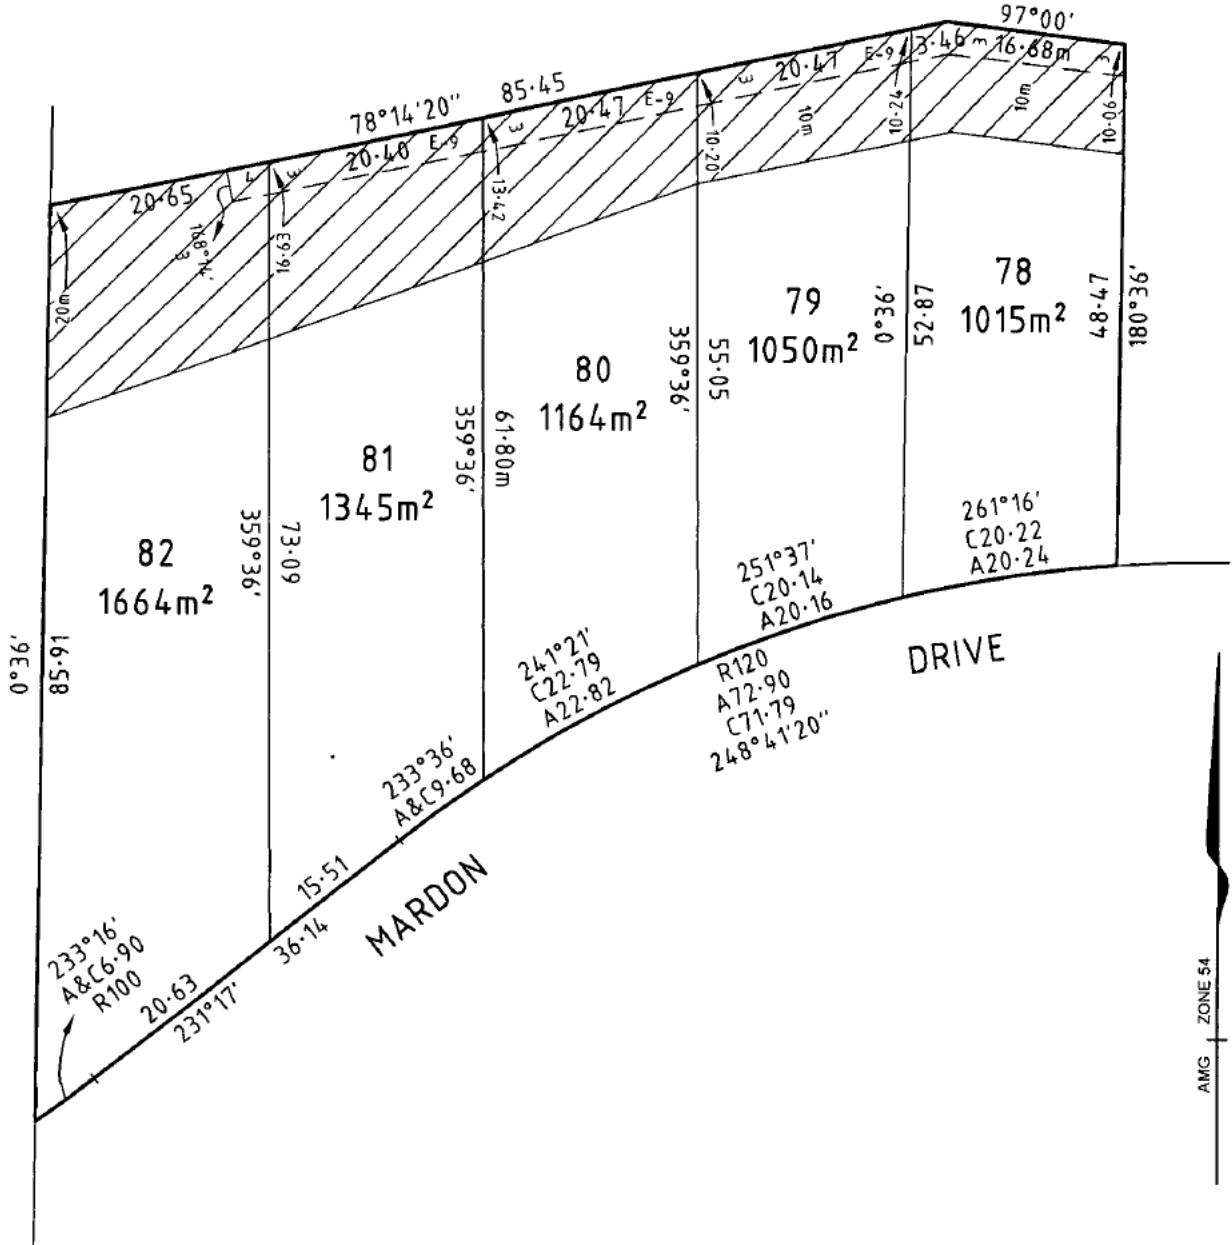 97°00'
78°14'20"
85·45
20·65
4
3
20·40
E-9
3
20·47
E-9
3
20·47
E-9
3·46 m
16·68m
3
168°14'
3
20m
16·93
13·42
10·20
10m
10·24
10m
10·06
82
1664m²
81
1345m²
80
1164m²
79
1050m²
78
1015m²
0°36'
85·91
359°36'
73·09
359°36'
61·80m
359°36'
55·05
0°36'
52·87
48·47
180°36'
261°16'
C20·22
A20·24
251°37'
C20·14
A20·16
241°21'
C22·79
A22·82
233°36'
A&C9·68
R120
A72·90
C71·79
248°41'20"
15·51
36·14
233°16'
A&C6·90
R100
20·63
231°17'
MARDON
DRIVE
AMG ZONE 54